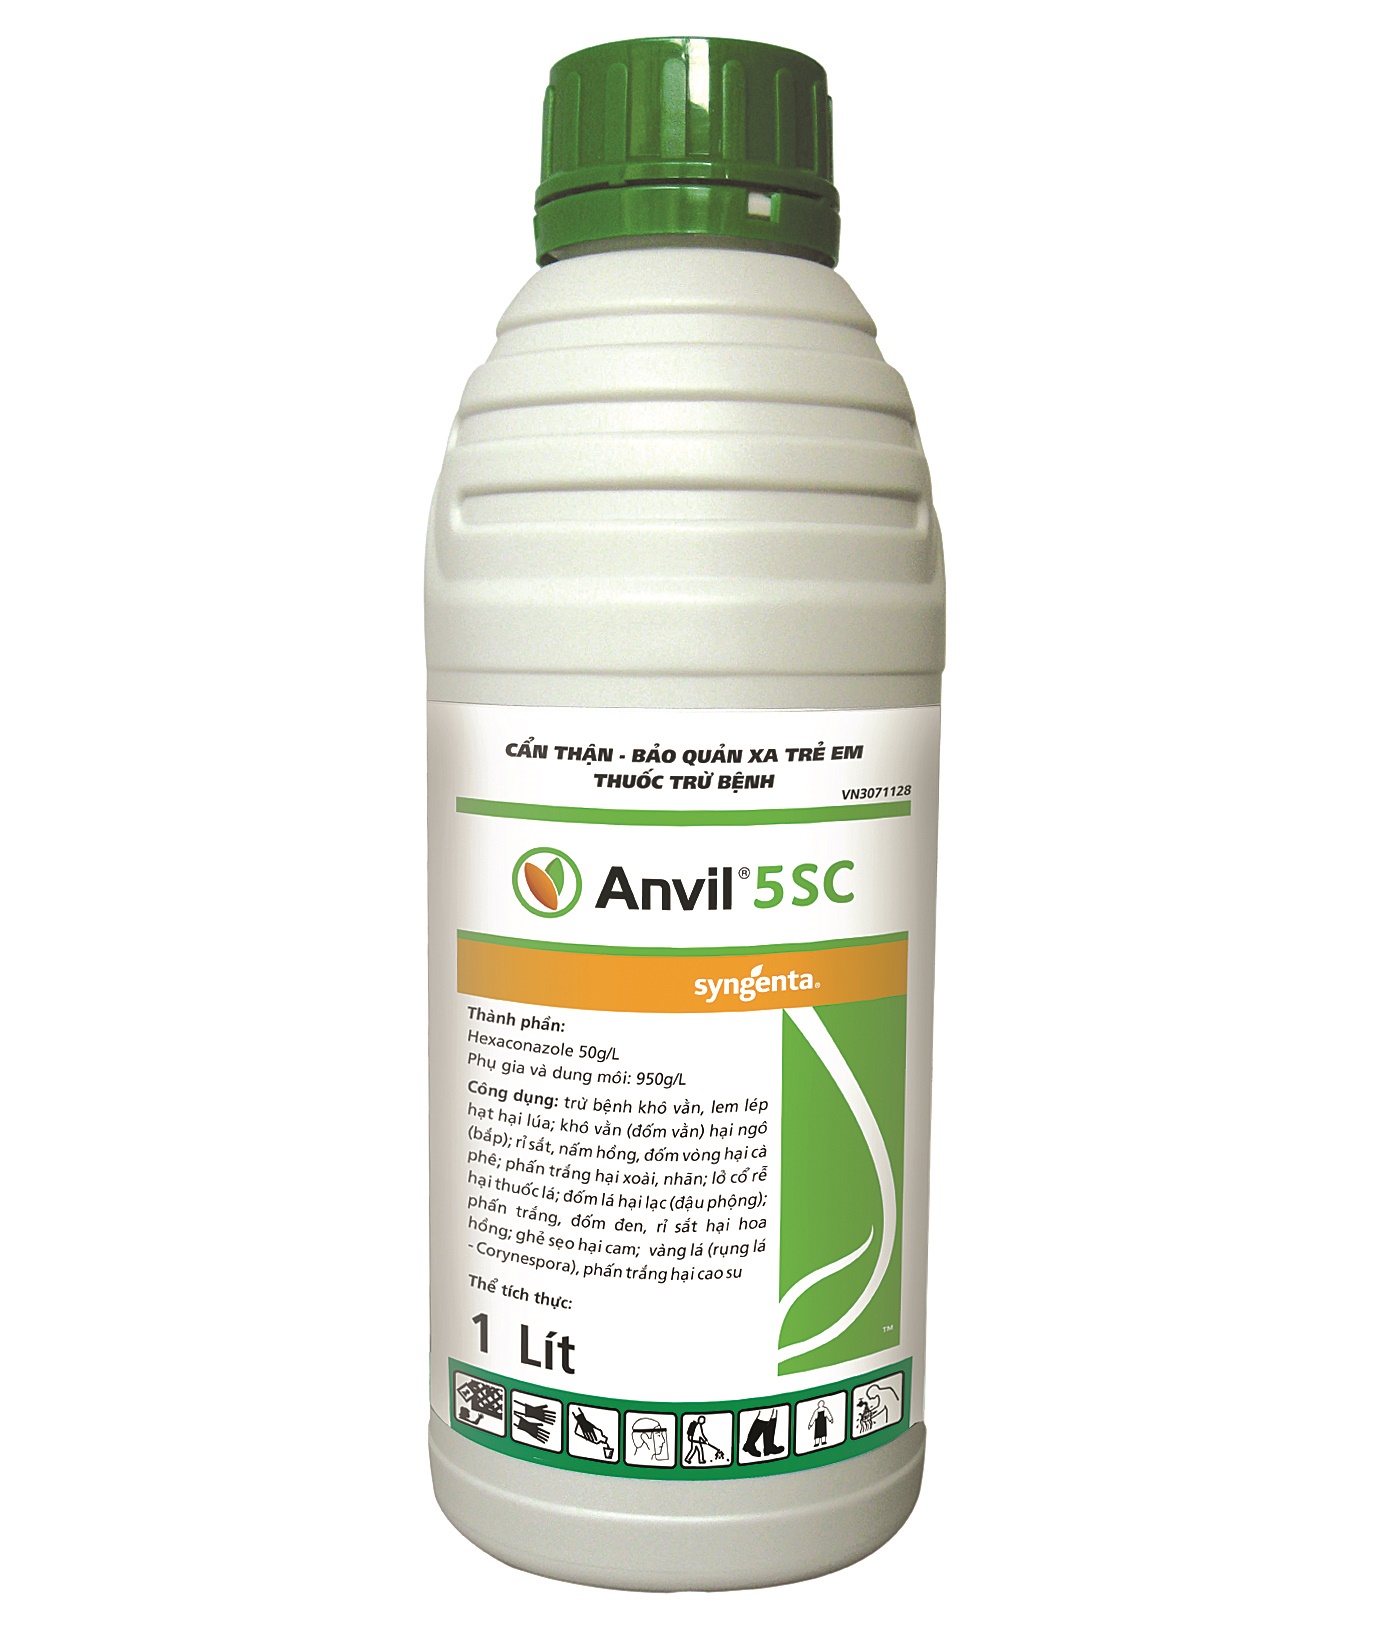 CẨN THẬN - BẢO QUẢN XA TRẺ EM
THUỐC TRỪ BỆNH
VN3071128
Anvil® 5SC
syngenta®
Thành phần:
Hexaconazole 50g/L
Phụ gia và dung môi: 950g/L
Công dụng: trừ bệnh khô vằn, lem lép
hạt hại lúa; khô vằn (đốm vằn) hại ngô
(bắp); rỉ sắt, nấm hồng, đốm vòng hại cà
phê; phấn trắng hại xoài, nhãn; lở cổ rễ
hại thuốc lá; đốm lá hại lạc (đậu phộng);
phấn trắng, đốm đen, rỉ sắt hại hoa
hồng; ghẻ sẹo hại cam; vàng lá (rụng lá
- Corynespora), phấn trắng hại cao su
Thể tích thực:
1 Lít
TM